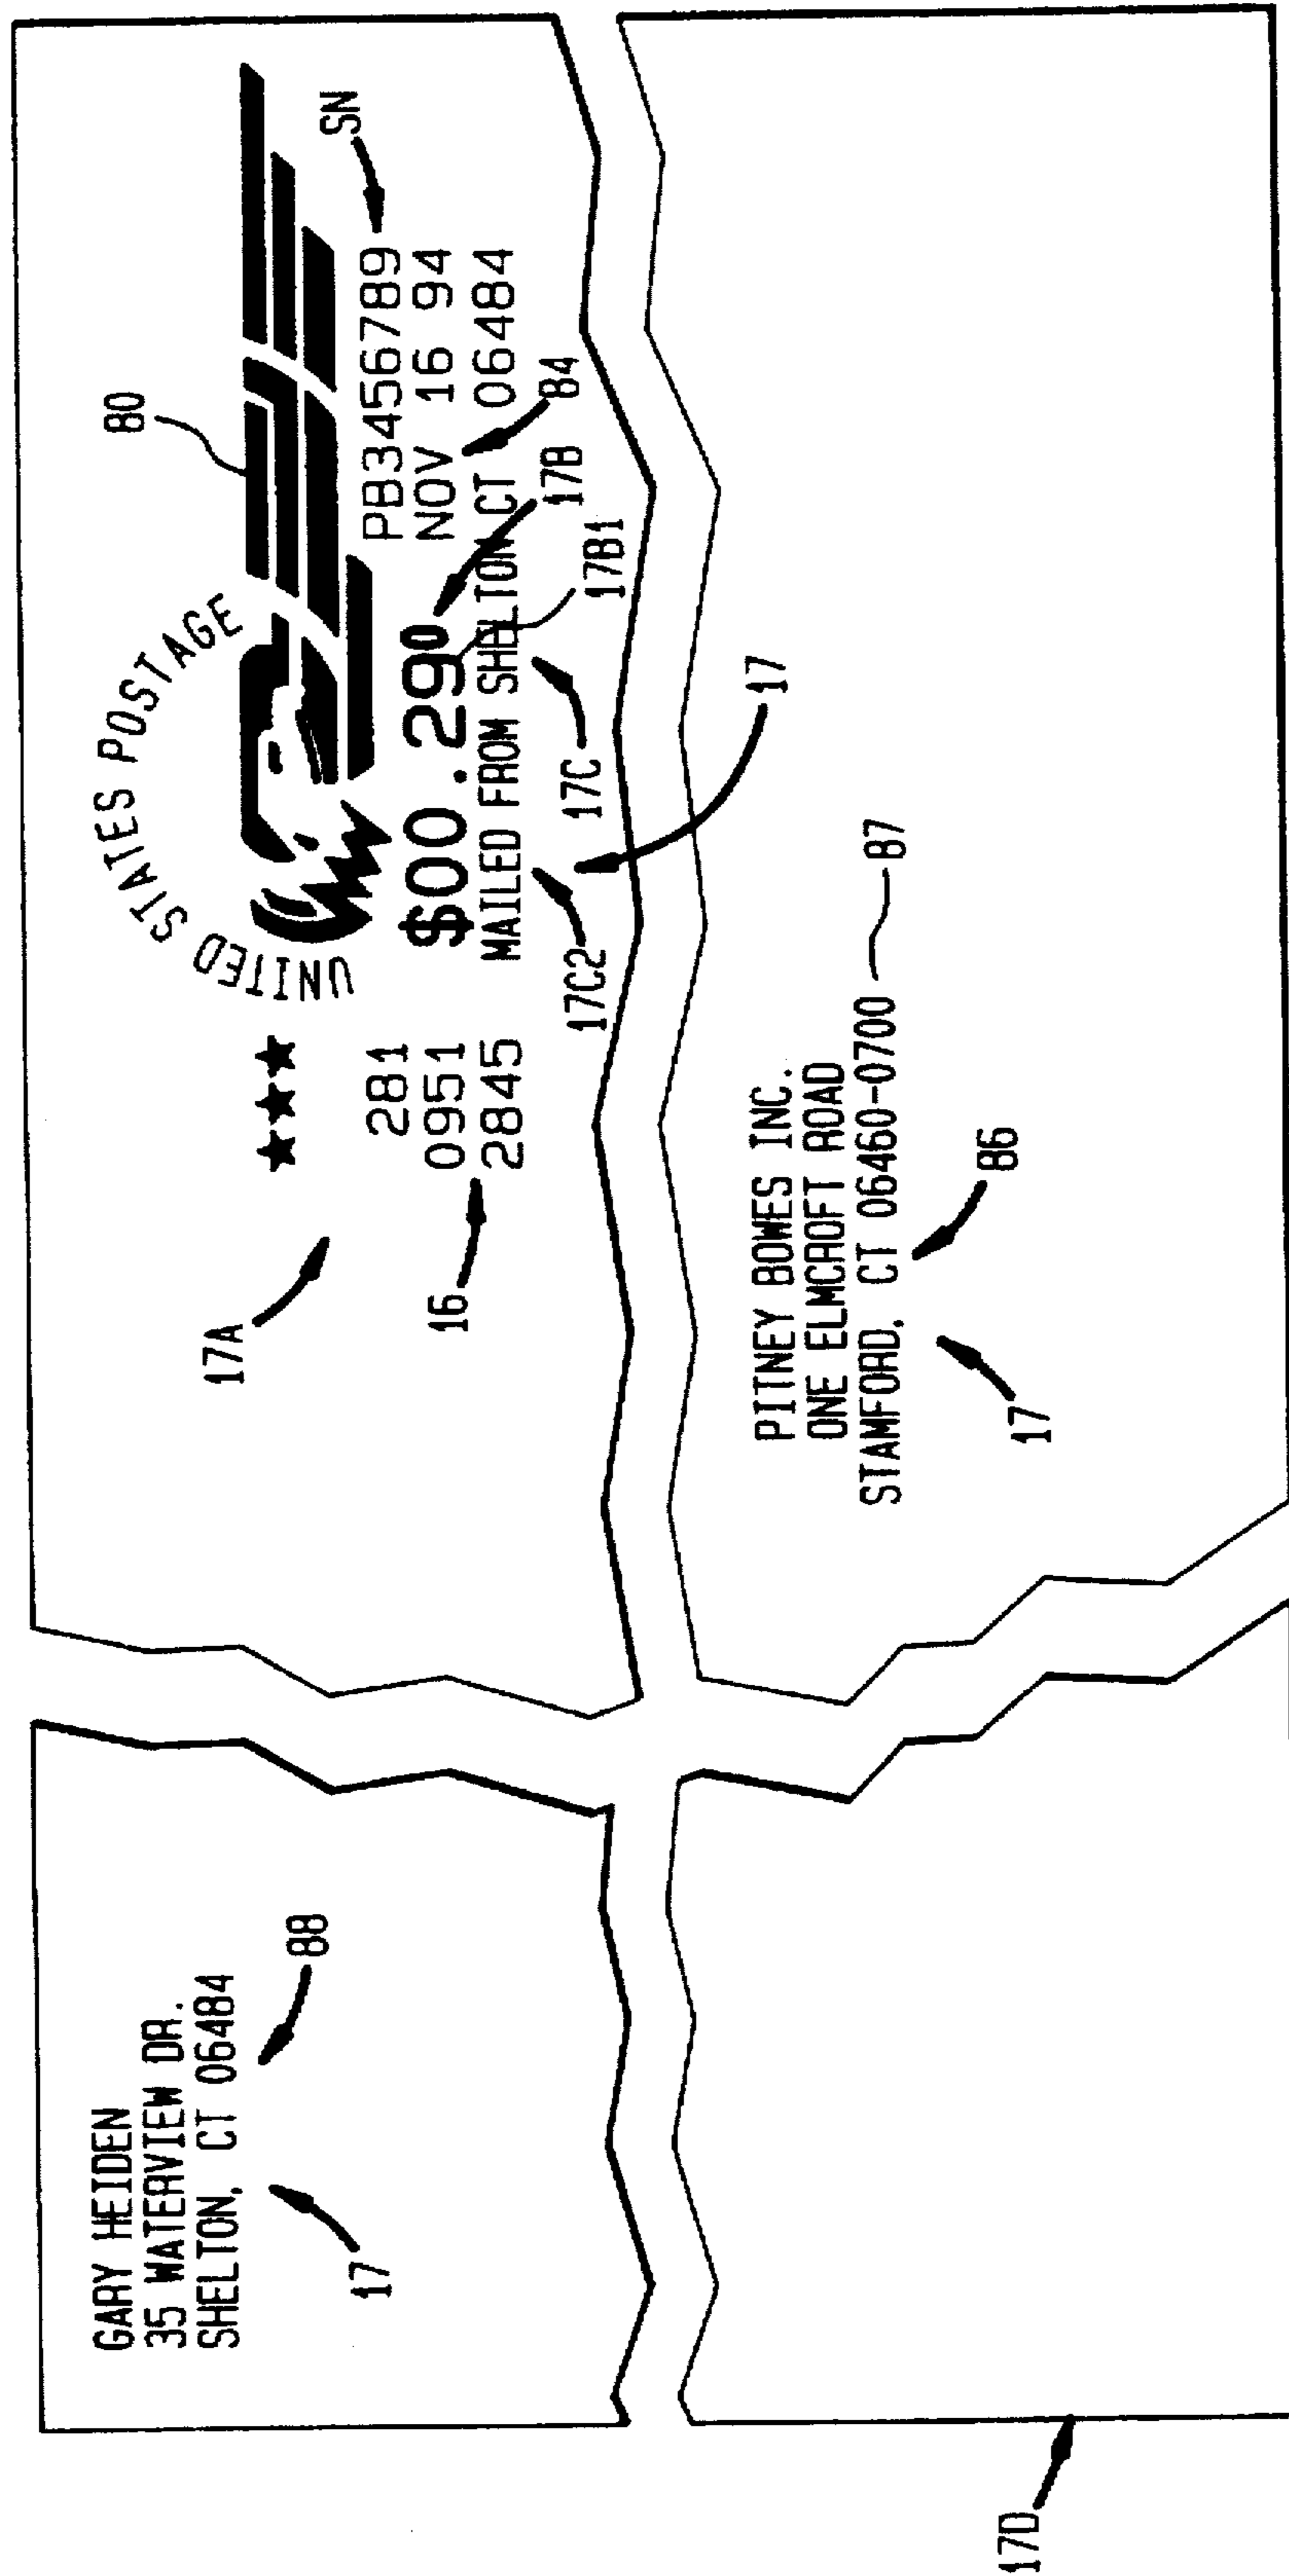 GARY HEIDEN
35 WATERVIEW DR.
SHELTON, CT 06484
88
17
17A
16
281
0951
2845
UNITED STATES POSTAGE
80
$00.290
PB3456789
SN
NOV 16 94
MAILED FROM SHELTON CT 06484
84
17B
17B1
17C
17C2
17
PITNEY BOWES INC.
ONE ELMCROFT ROAD
STAMFORD, CT 06460-0700
87
86
17
17D